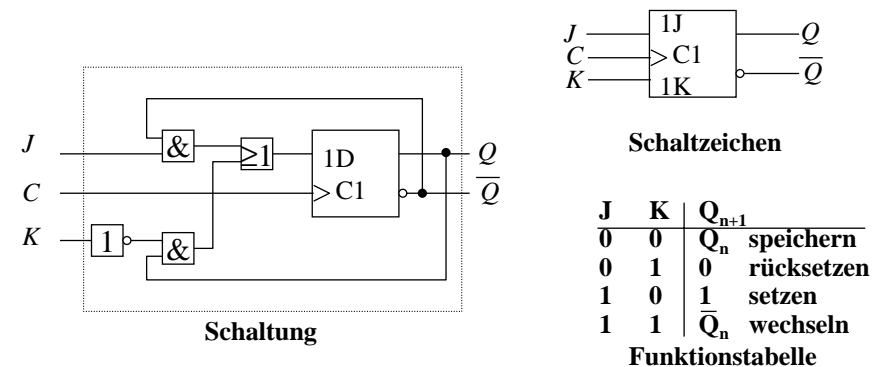 J
C
K
&
≥1
&
1
1D
C1
Q
Q̅
Schaltung
J
C
K
1J
C1
1K
Q
Q̅
Schaltzeichen
J K Qn+1
0 0 Qn speichern
0 1 0 rücksetzen
1 0 1 setzen
1 1 Q̅n wechseln
Funktionstabelle